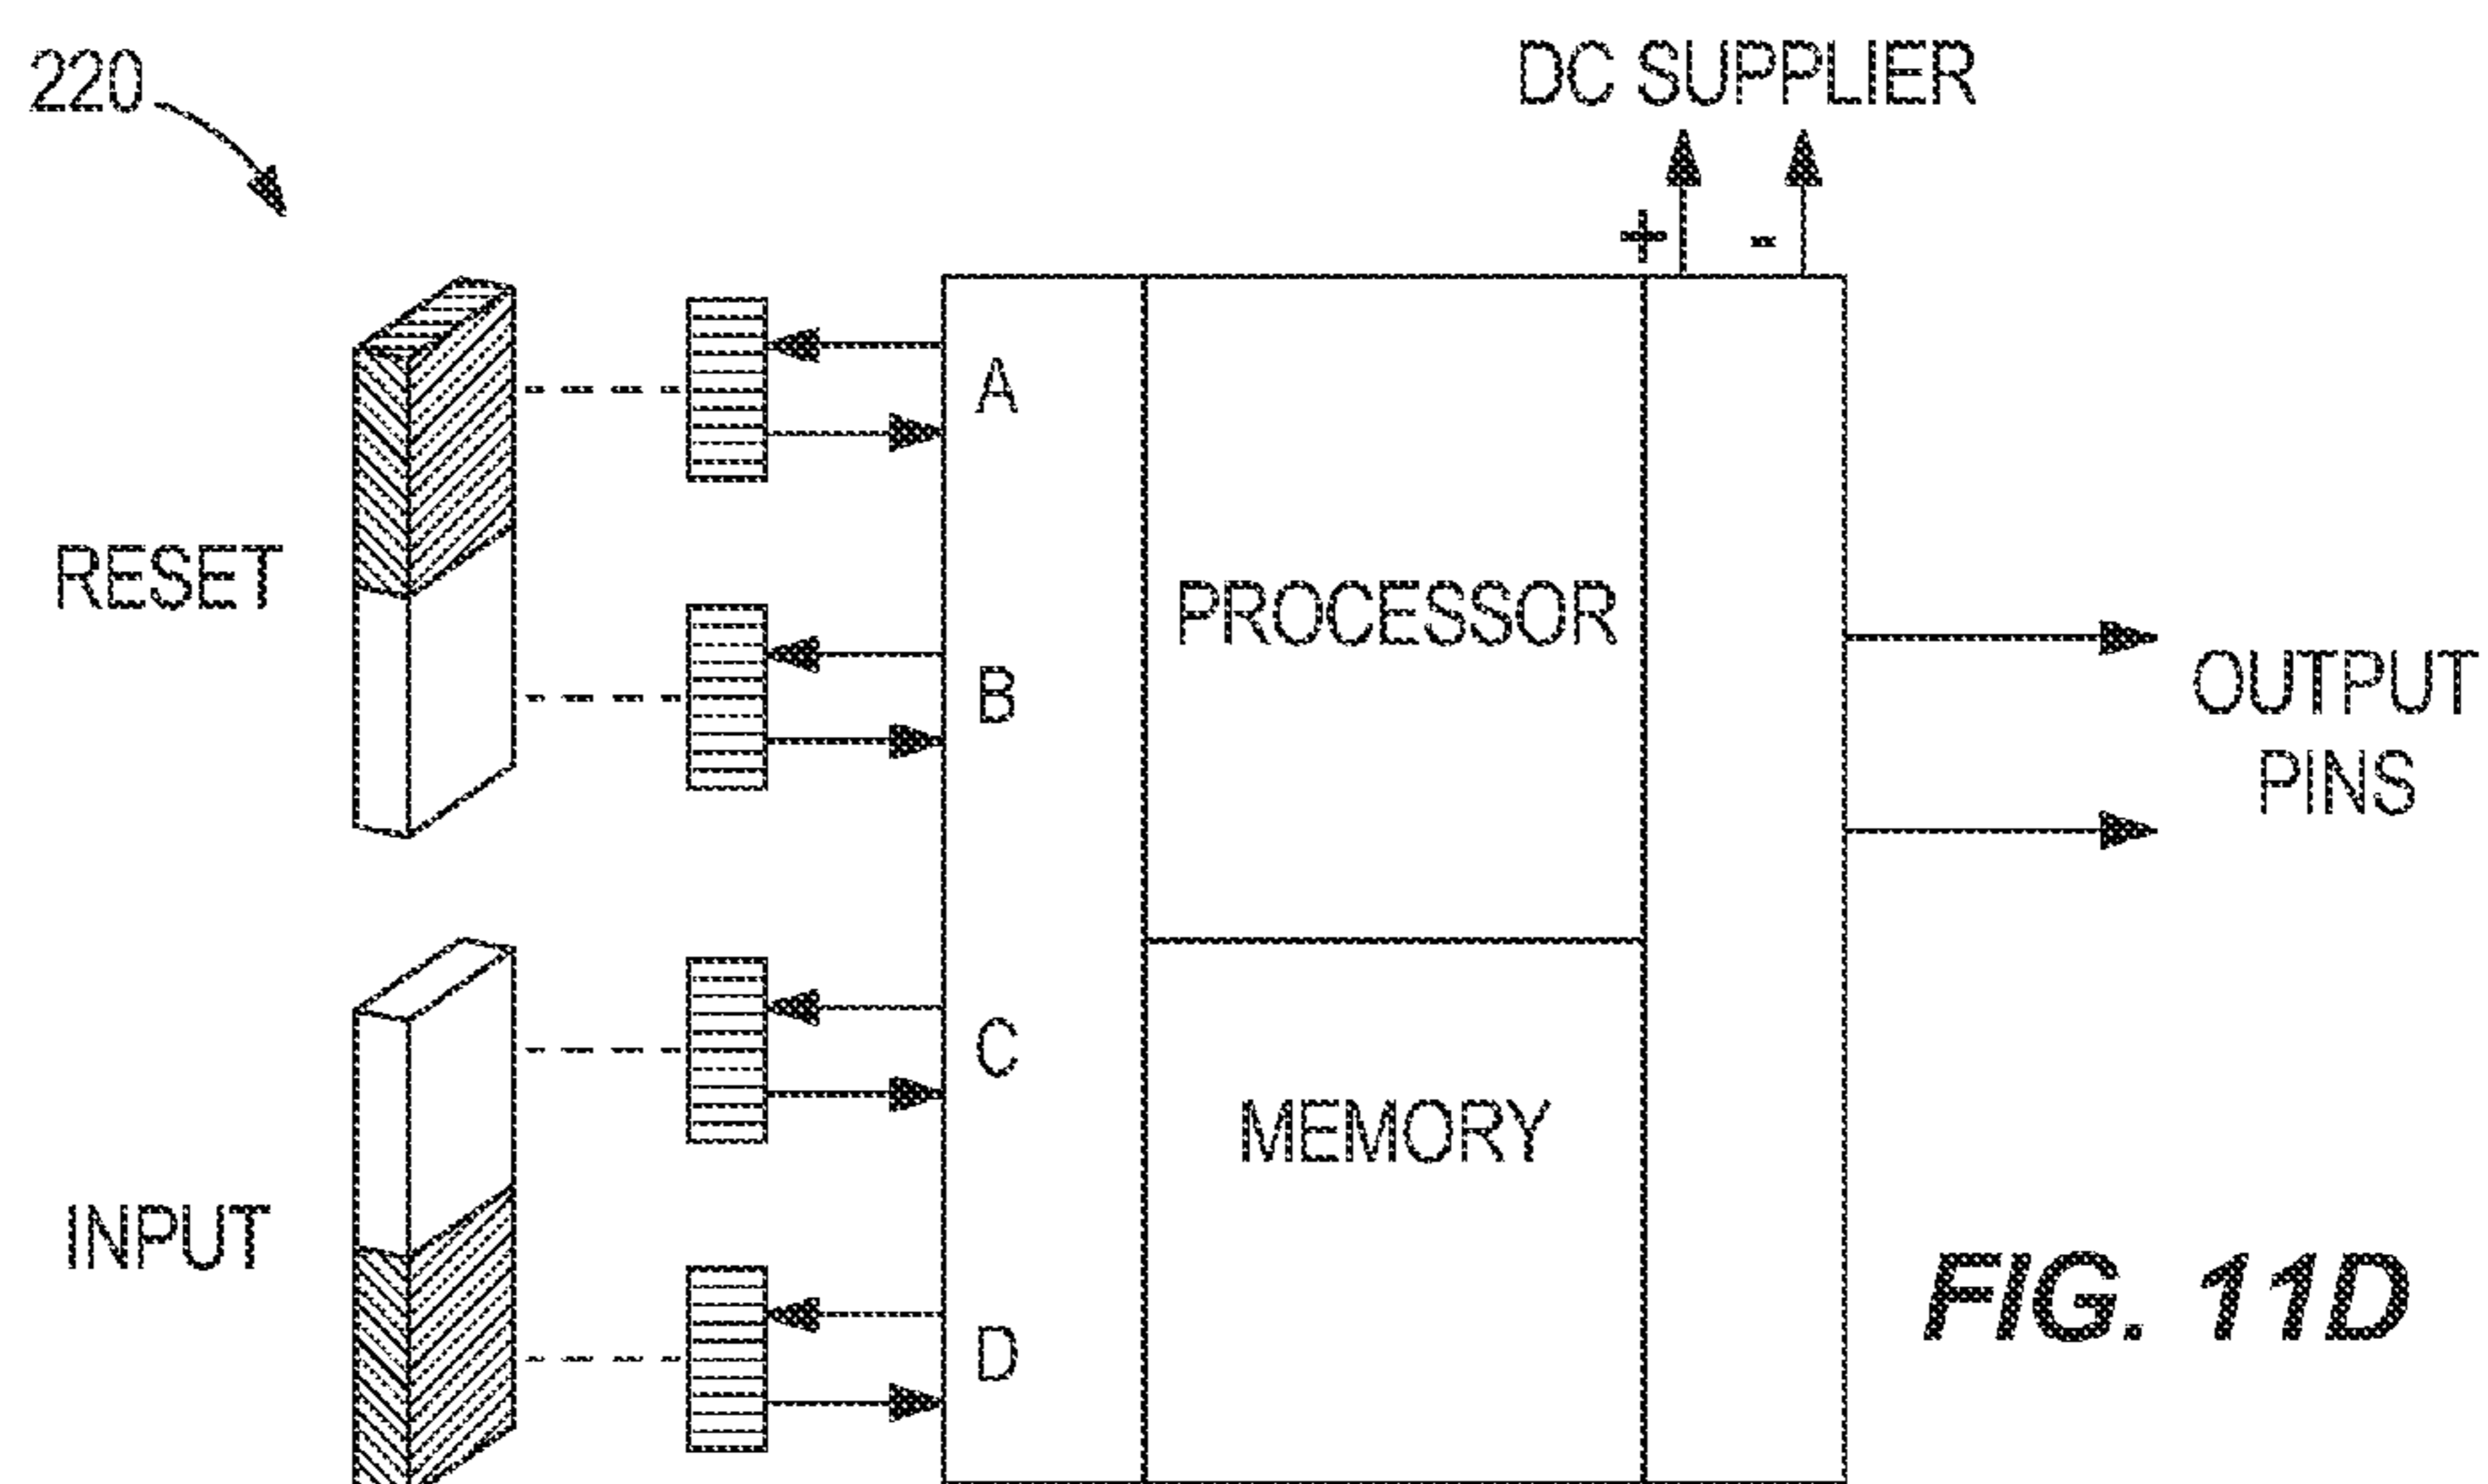 220
DC SUPPLIER
+ -
A
RESET
PROCESSOR
B
OUTPUT
PINS
C
MEMORY
INPUT
D
FIG. 11D